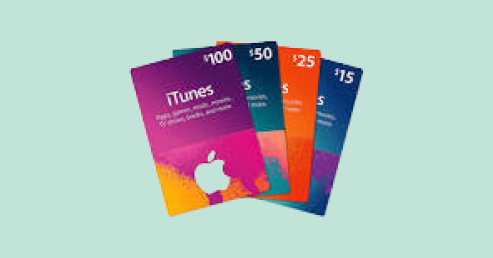 $100
iTunes
Apps, games, music, movies,
TV shows, books, and more.
$50
s
$25
s
$15
s